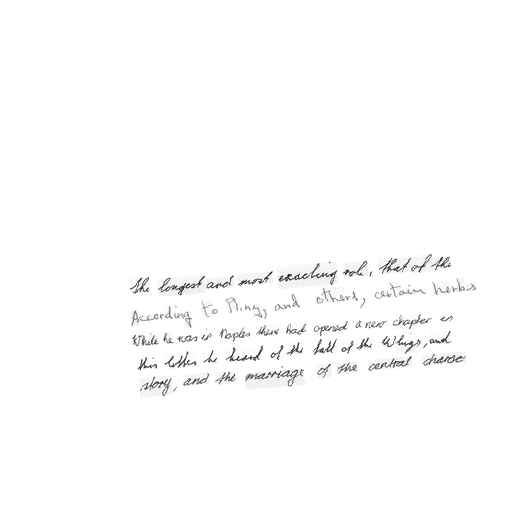 the longest and most exacting role, that of the
According to Pliny, and others, certain herbs
While he was in Naples there had opened a new chapter in
this letter he heard of the fall of the Whigs, and
story, and the marriage of the central charac